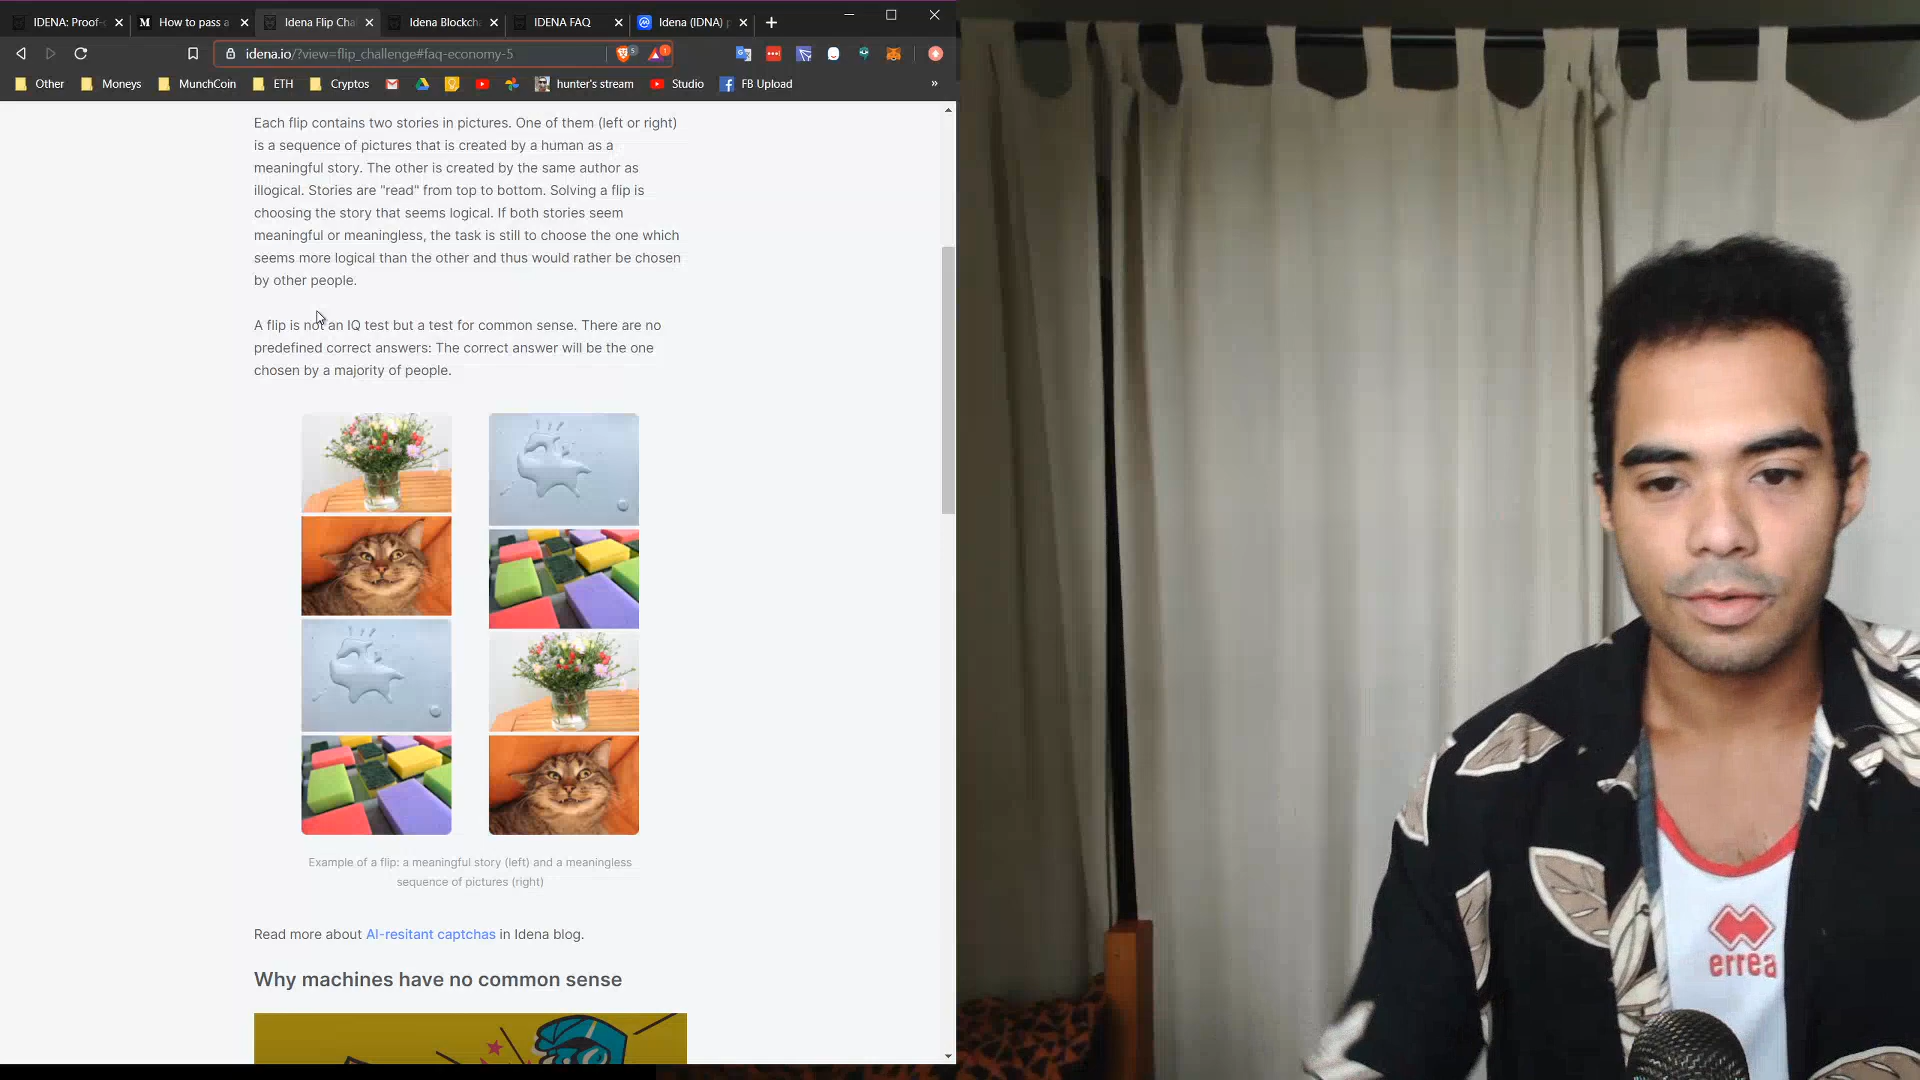 IDENA: Proof-
How to pass a
Idena Flip Cha
Idena Blockcha
IDENA FAQ
Idena (IDNA) p
idena.io/?view=flip_challenge#faq-economy-5
5
1
Other
Moneys
MunchCoin
ETH
Cryptos
hunter's stream
Studio
FB Upload
»
Each flip contains two stories in pictures. One of them (left or right)
is a sequence of pictures that is created by a human as a
meaningful story. The other is created by the same author as
illogical. Stories are "read" from top to bottom. Solving a flip is
choosing the story that seems logical. If both stories seem
meaningful or meaningless, the task is still to choose the one which
seems more logical than the other and thus would rather be chosen
by other people.
A flip is not an IQ test but a test for common sense. There are no
predefined correct answers: The correct answer will be the one
chosen by a majority of people.
Example of a flip: a meaningful story (left) and a meaningless
sequence of pictures (right)
Read more about AI-resitant captchas in Idena blog.
Why machines have no common sense
erreà